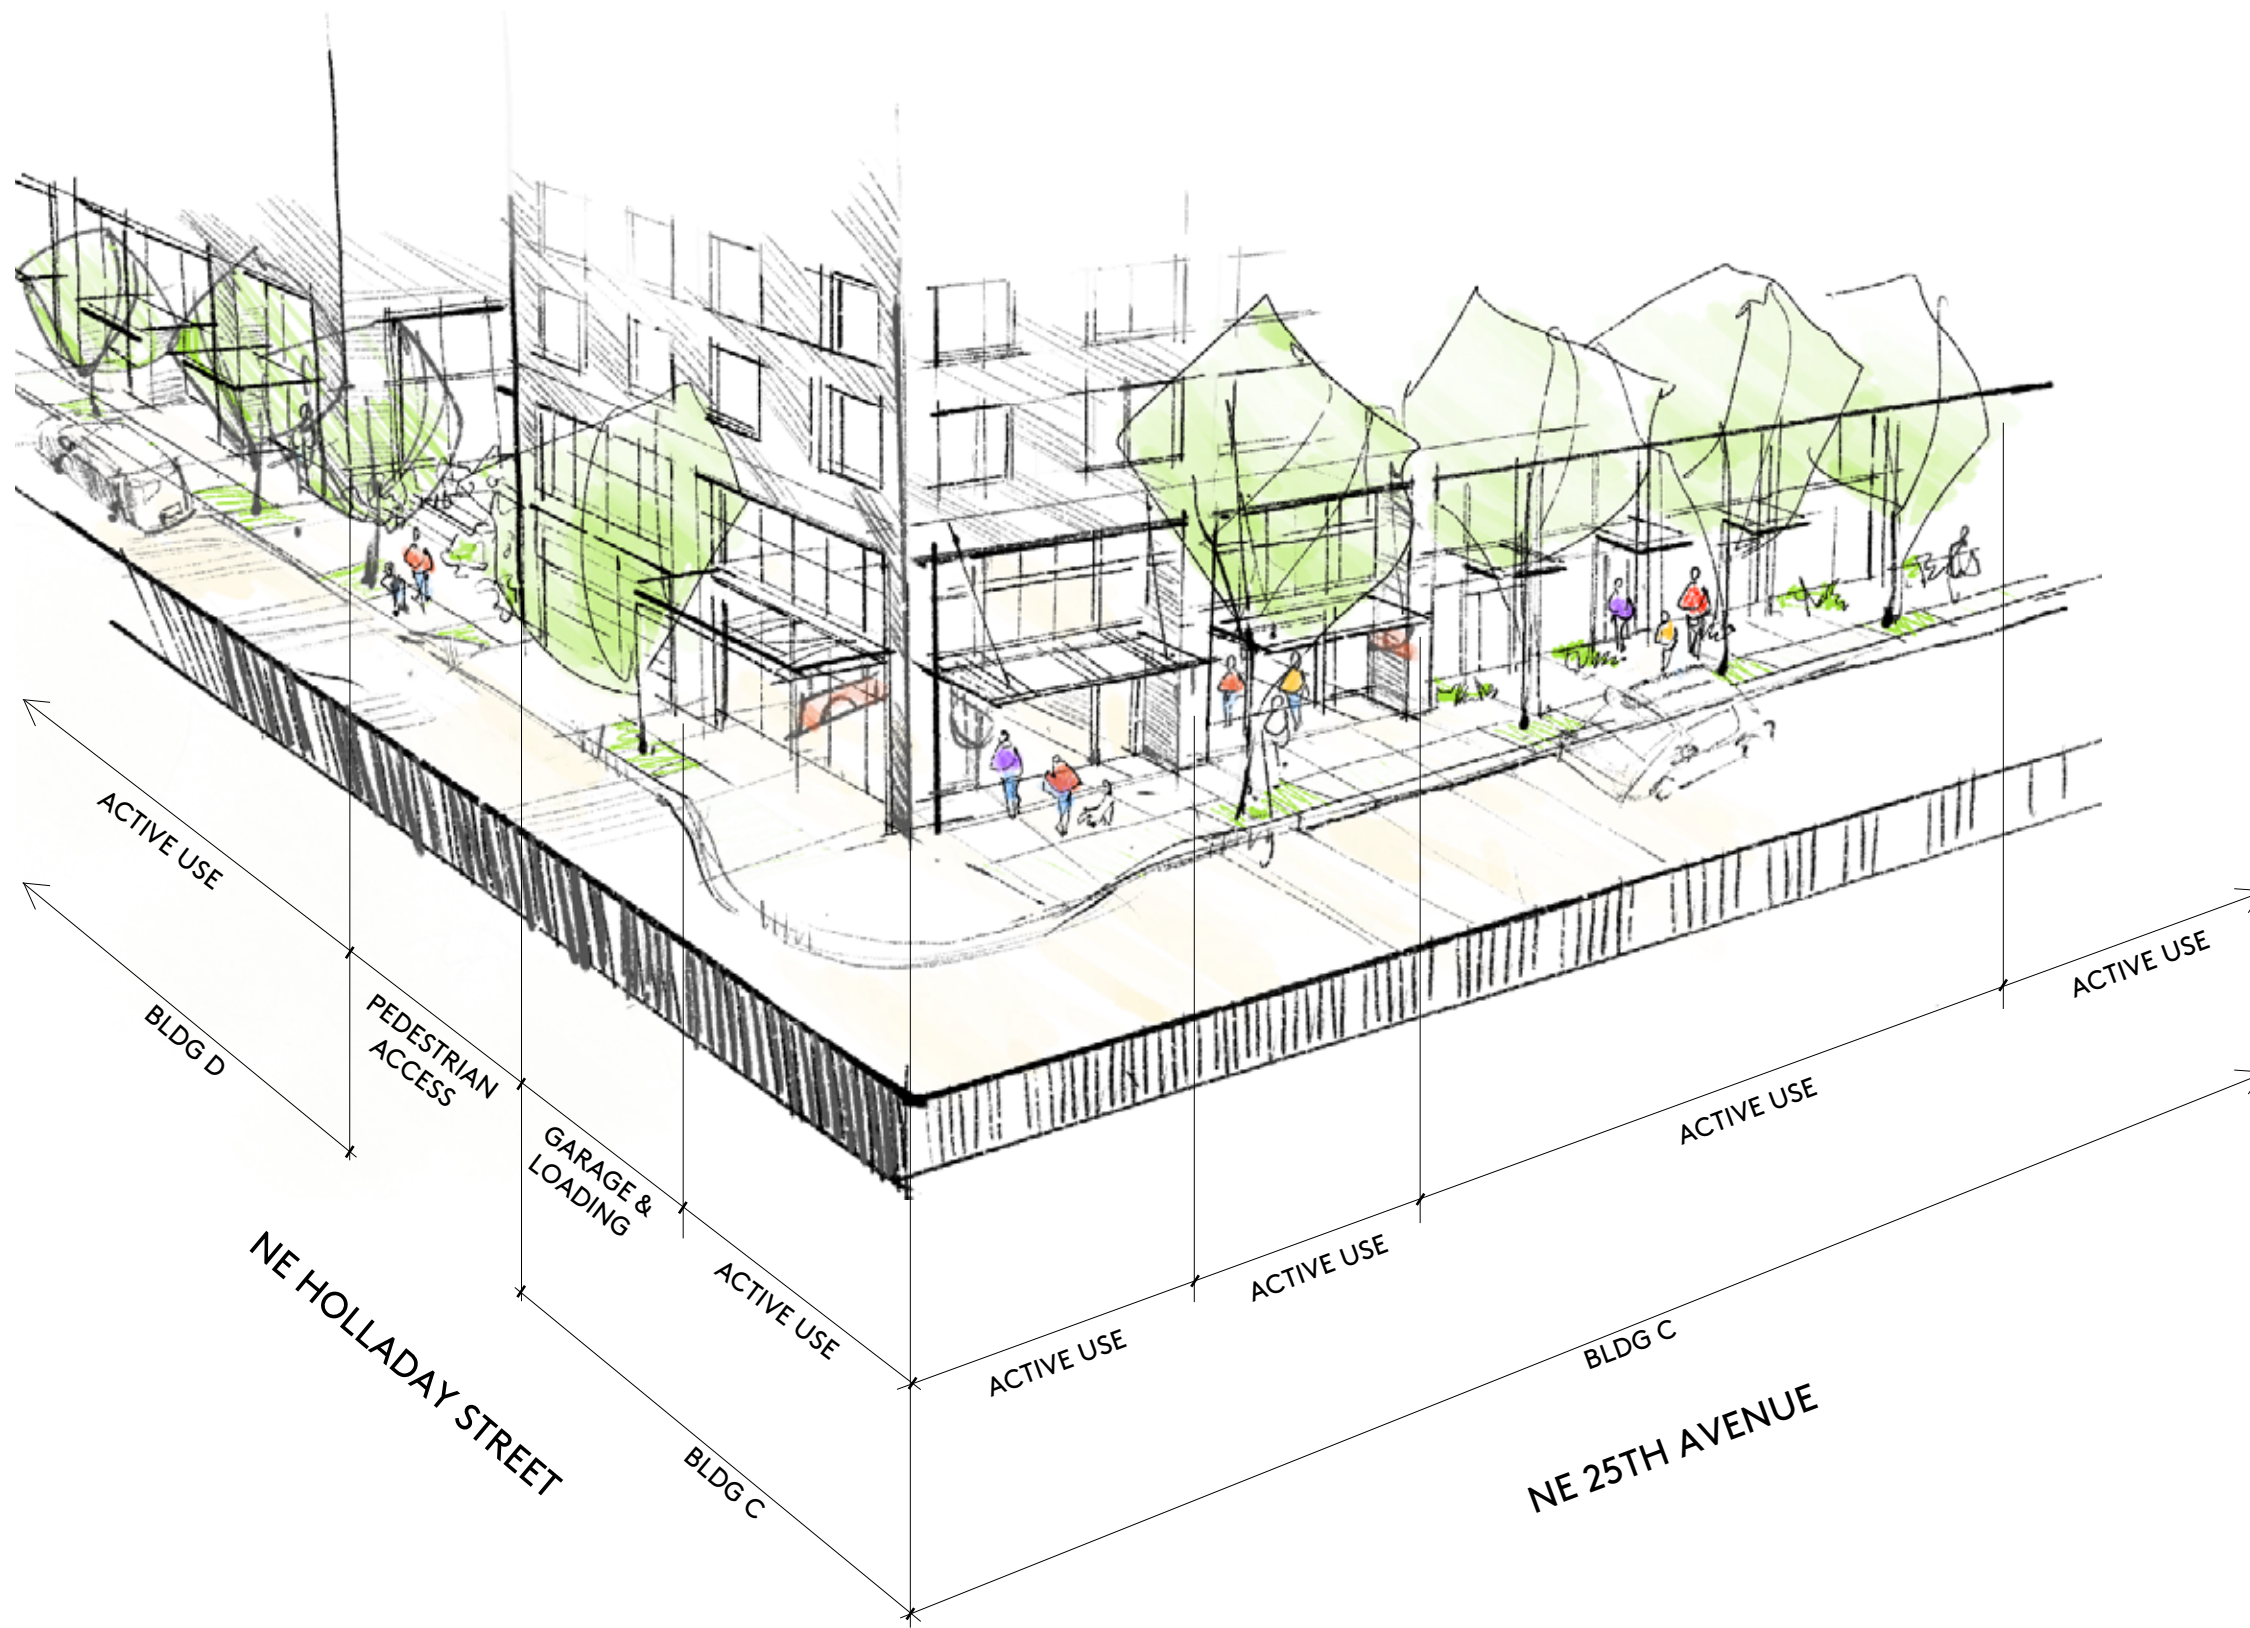 ACTIVE USE
BLDG D
PEDESTRIAN
ACCESS
GARAGE &
LOADING
ACTIVE USE
BLDG C
NE HOLLADAY STREET
ACTIVE USE
ACTIVE USE
ACTIVE USE
ACTIVE USE
BLDG C
NE 25TH AVENUE